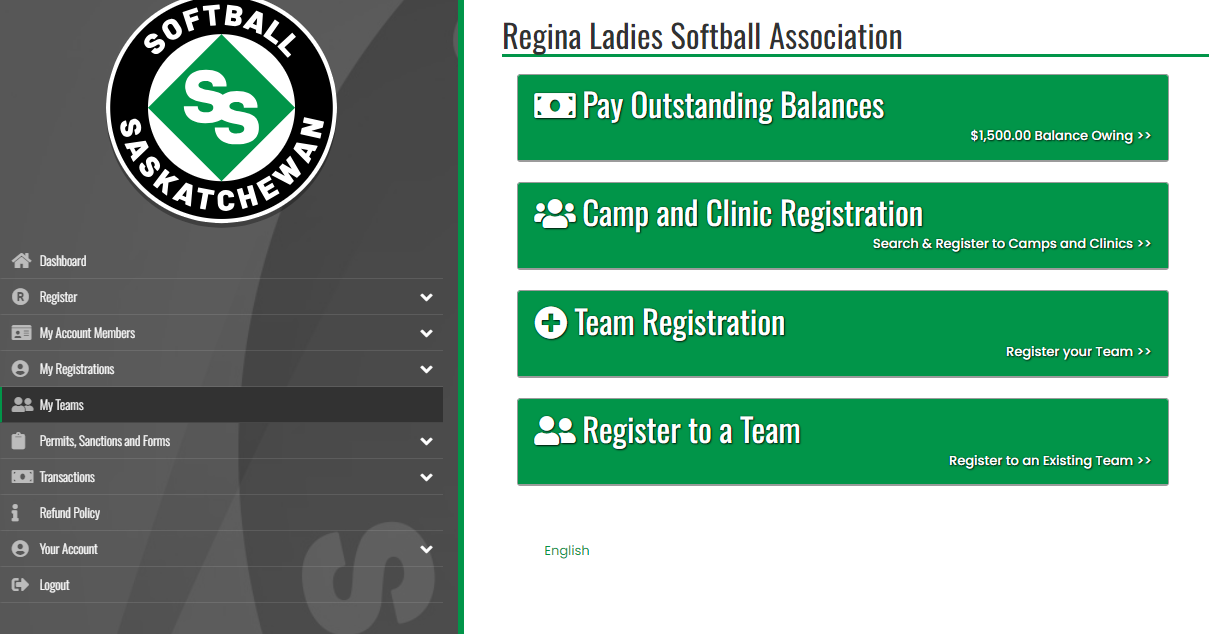 SOFTBALL
SS
SASKATCHEWAN
Dashboard
Register
My Account Members
My Registrations
My Teams
Permits, Sanctions and Forms
Transactions
Refund Policy
Your Account
Logout
Regina Ladies Softball Association
Pay Outstanding Balances
$1,500.00 Balance Owing >>
Camp and Clinic Registration
Search & Register to Camps and Clinics >>
Team Registration
Register your Team >>
Register to a Team
Register to an Existing Team >>
English